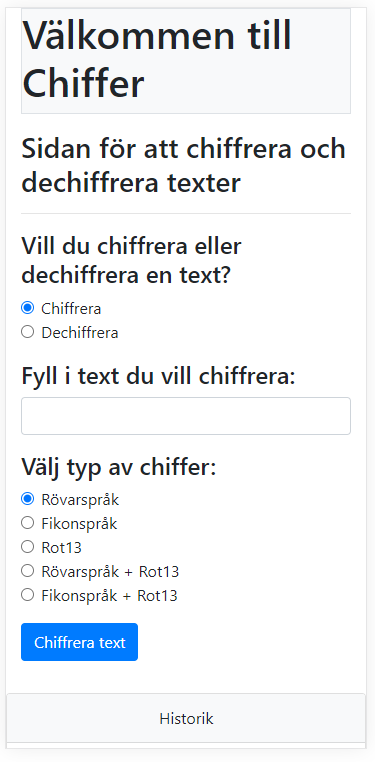 Välkommen till
Chiffer
Sidan för att chiffrera och
dechiffrera texter
Vill du chiffrera eller
dechiffrera en text?
Chiffrera
Dechiffrera
Fyll i text du vill chiffrera:
Välj typ av chiffer:
Rövarspråk
Fikonspråk
Rot13
Rövarspråk + Rot13
Fikonspråk + Rot13
Chiffrera text
Historik